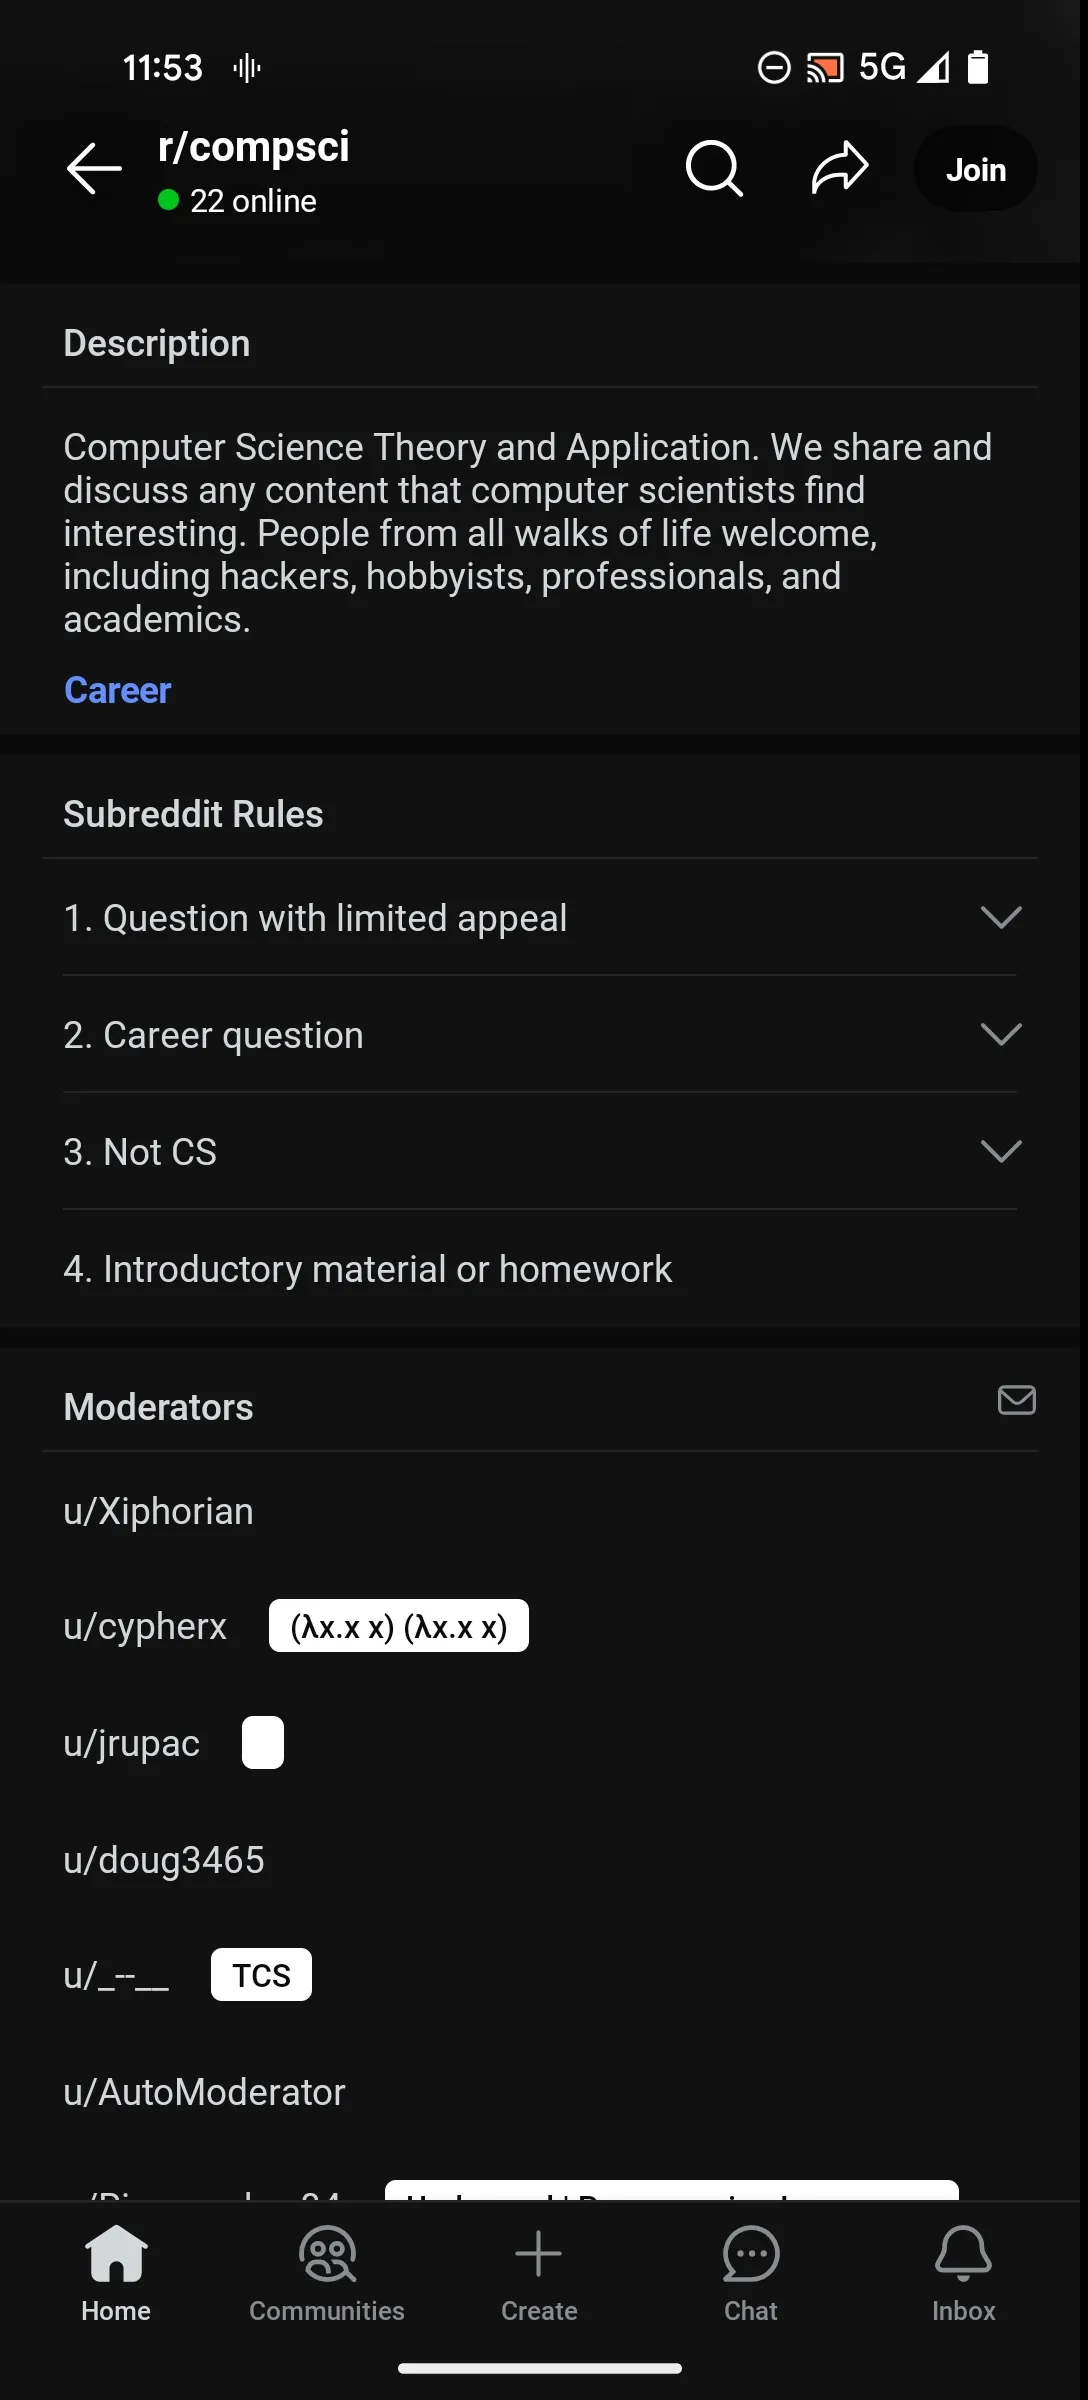 11:53
5G
r/compsci
22 online
Join
Description
Computer Science Theory and Application. We share and
discuss any content that computer scientists find
interesting. People from all walks of life welcome,
including hackers, hobbyists, professionals, and
academics.
Career
Subreddit Rules
1. Question with limited appeal
2. Career question
3. Not CS
4. Introductory material or homework
Moderators
u/Xiphorian
u/cypherx (λx.x x) (λx.x x)
u/jrupac
u/doug3465
u/_--__ TCS
u/AutoModerator
Home
Communities
Create
Chat
Inbox